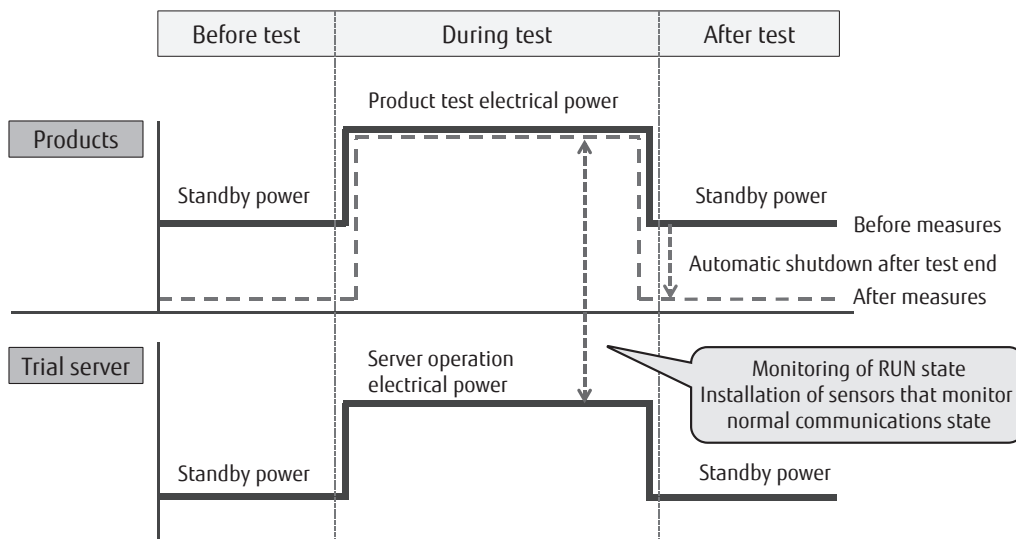 Before test
During test
After test
Product test electrical power
Products
Standby power
Standby power
Before measures
Automatic shutdown after test end
After measures
Trial server
Server operation
electrical power
Monitoring of RUN state
Installation of sensors that monitor
normal communications state
Standby power
Standby power